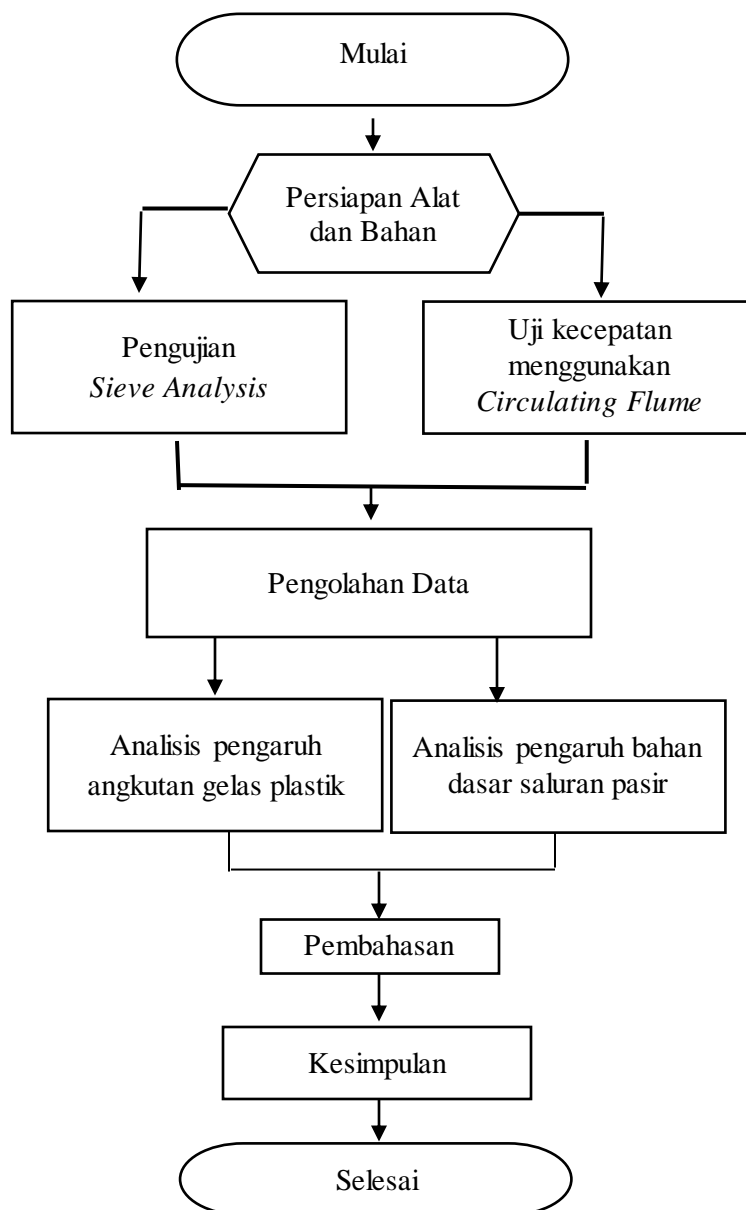 Mulai
Persiapan Alat
dan Bahan
Pengujian
Sieve Analysis
Uji kecepatan
menggunakan
Circulating Flume
Pengolahan Data
Analisis pengaruh
angkutan gelas plastik
Analisis pengaruh bahan
dasar saluran pasir
Pembahasan
Kesimpulan
Selesai